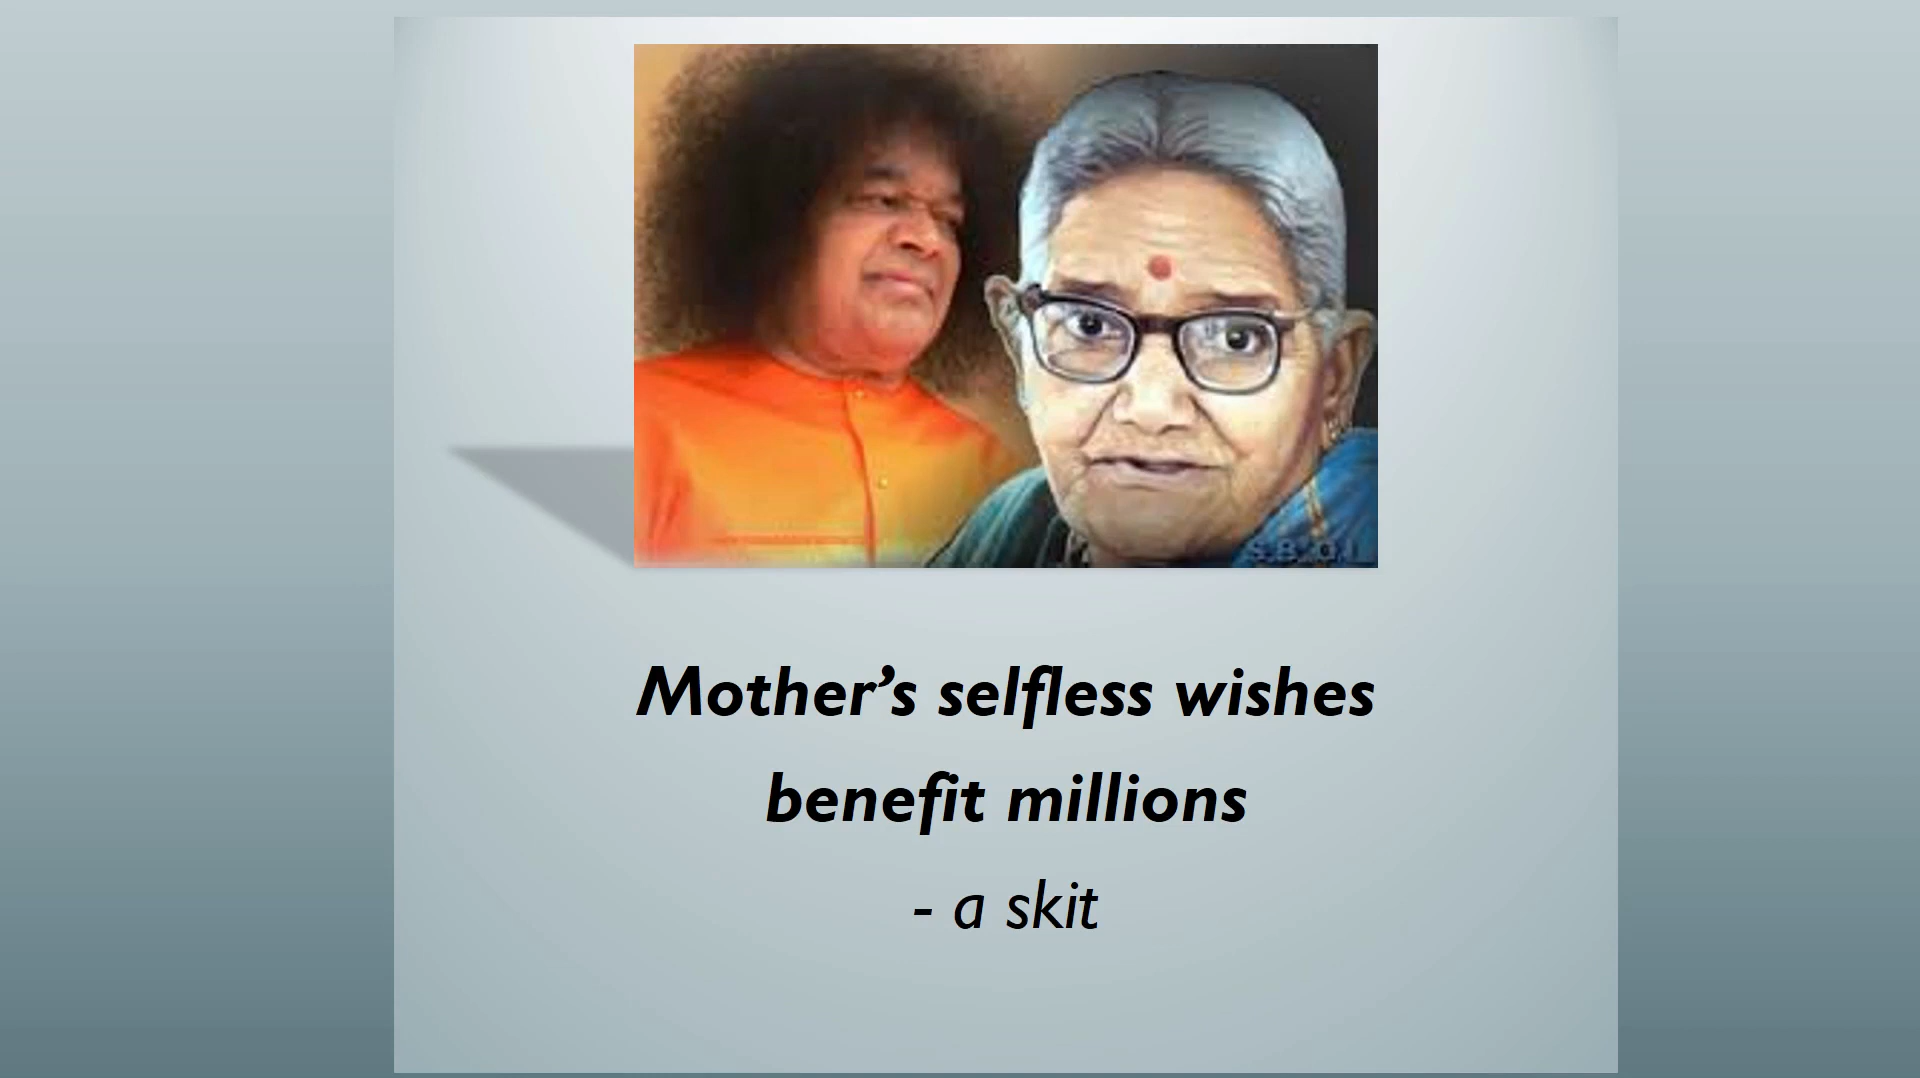 Mother’s selfless wishes
benefit millions
- a skit